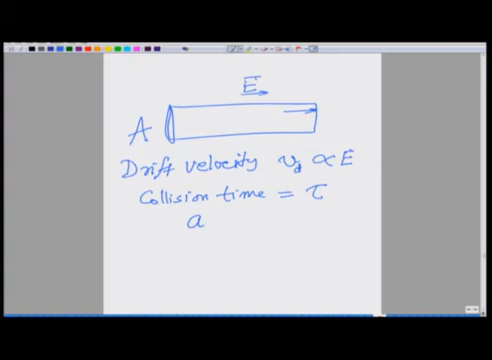 E
A
Drift velocity v_d ∝ E
Collision time = τ
a